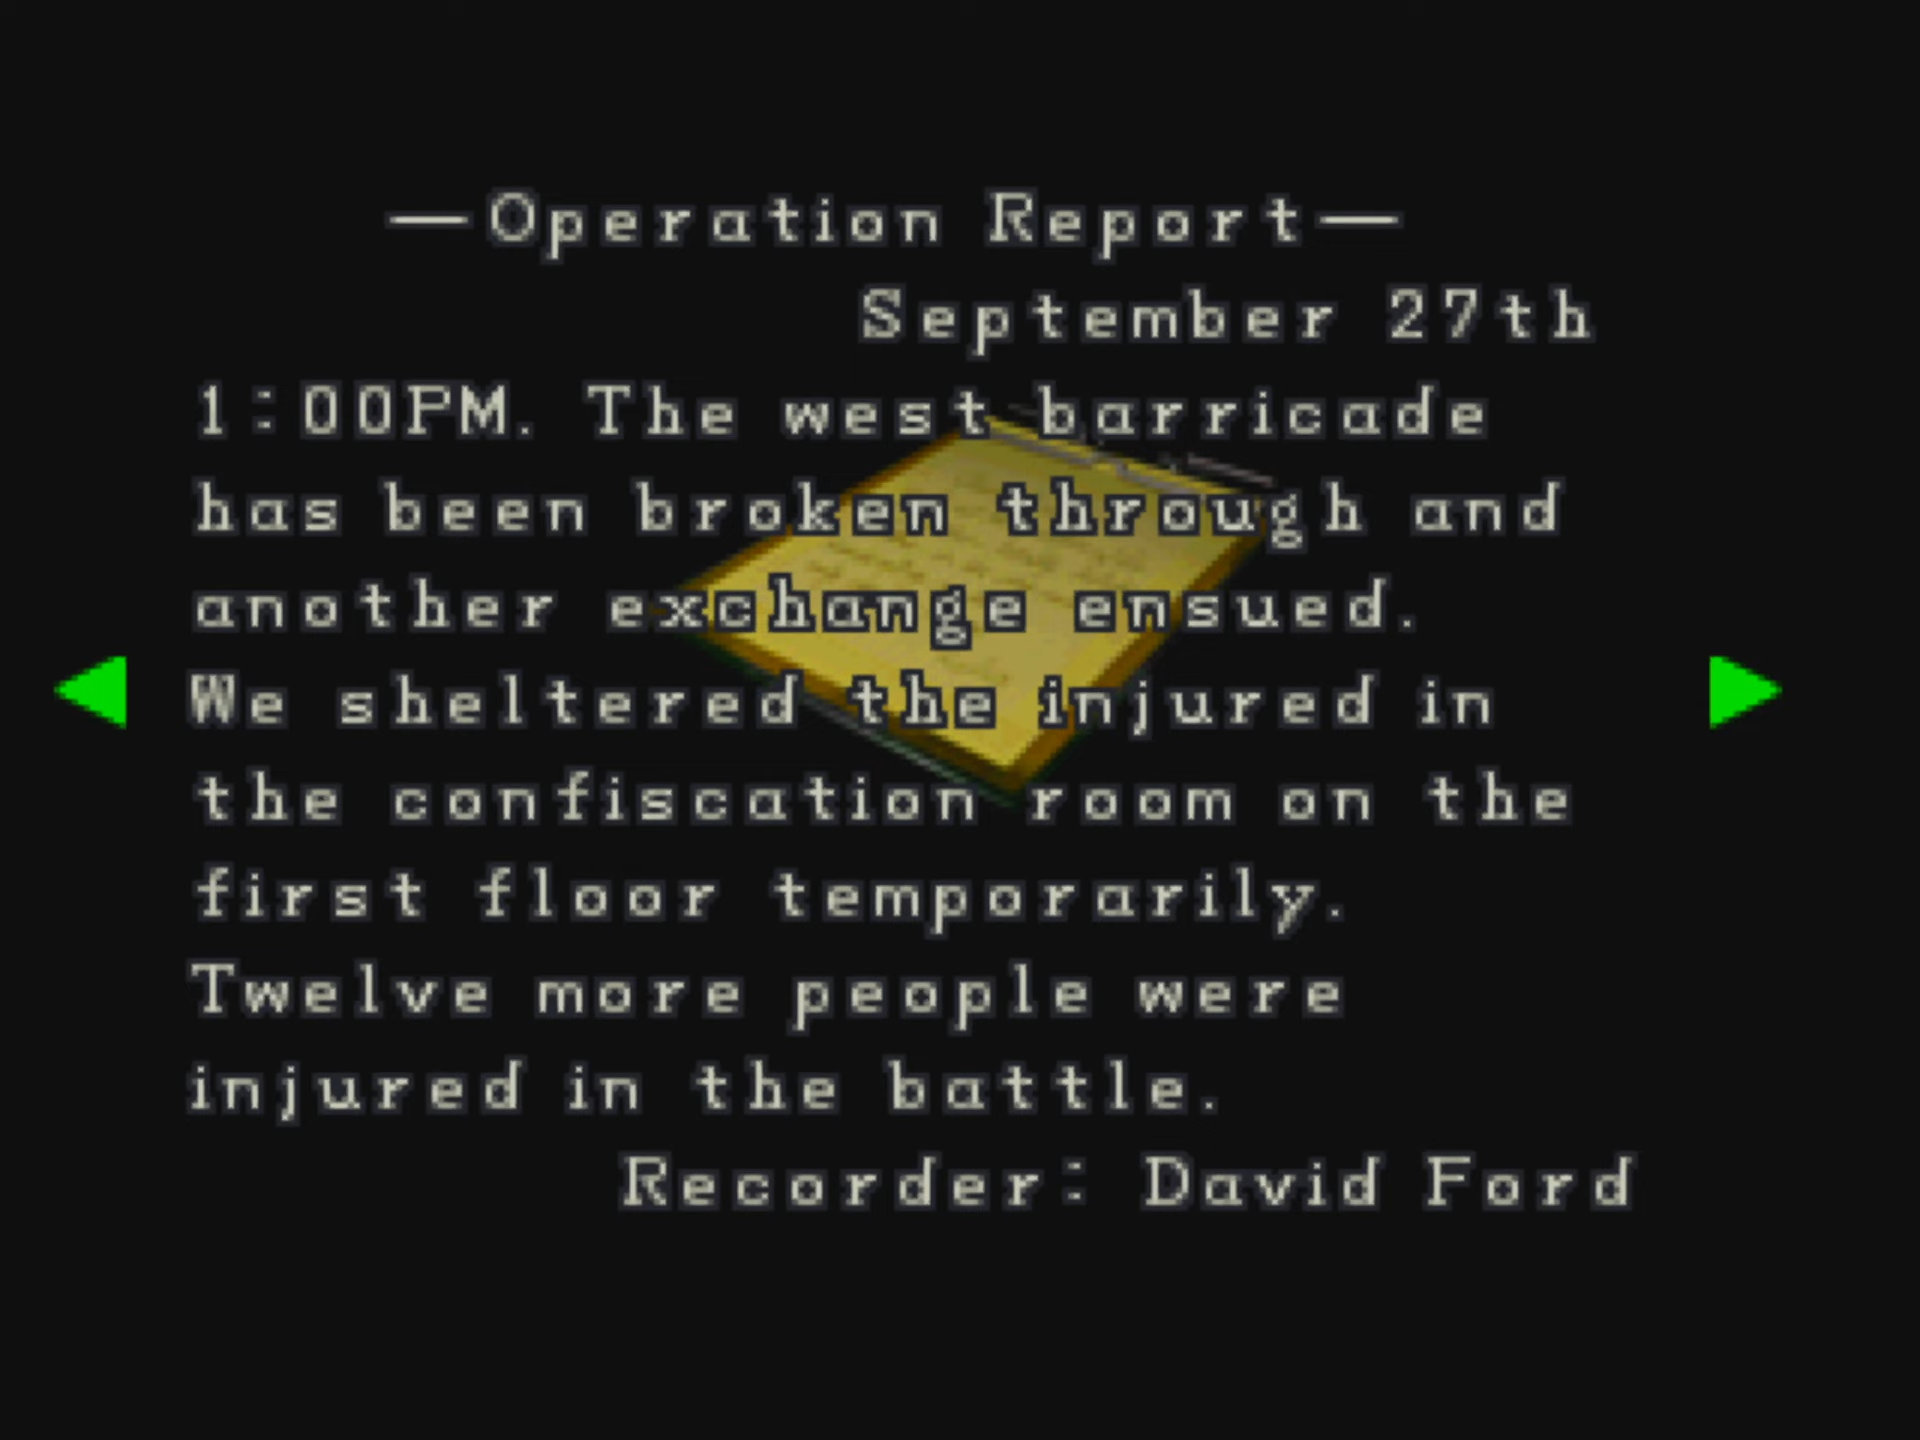 —Operation Report—
September 27th
1:00PM. The west barricade
has been broken through and
another exchange ensued.
We sheltered the injured in
the confiscation room on the
first floor temporarily.
Twelve more people were
injured in the battle.
Recorder: David Ford